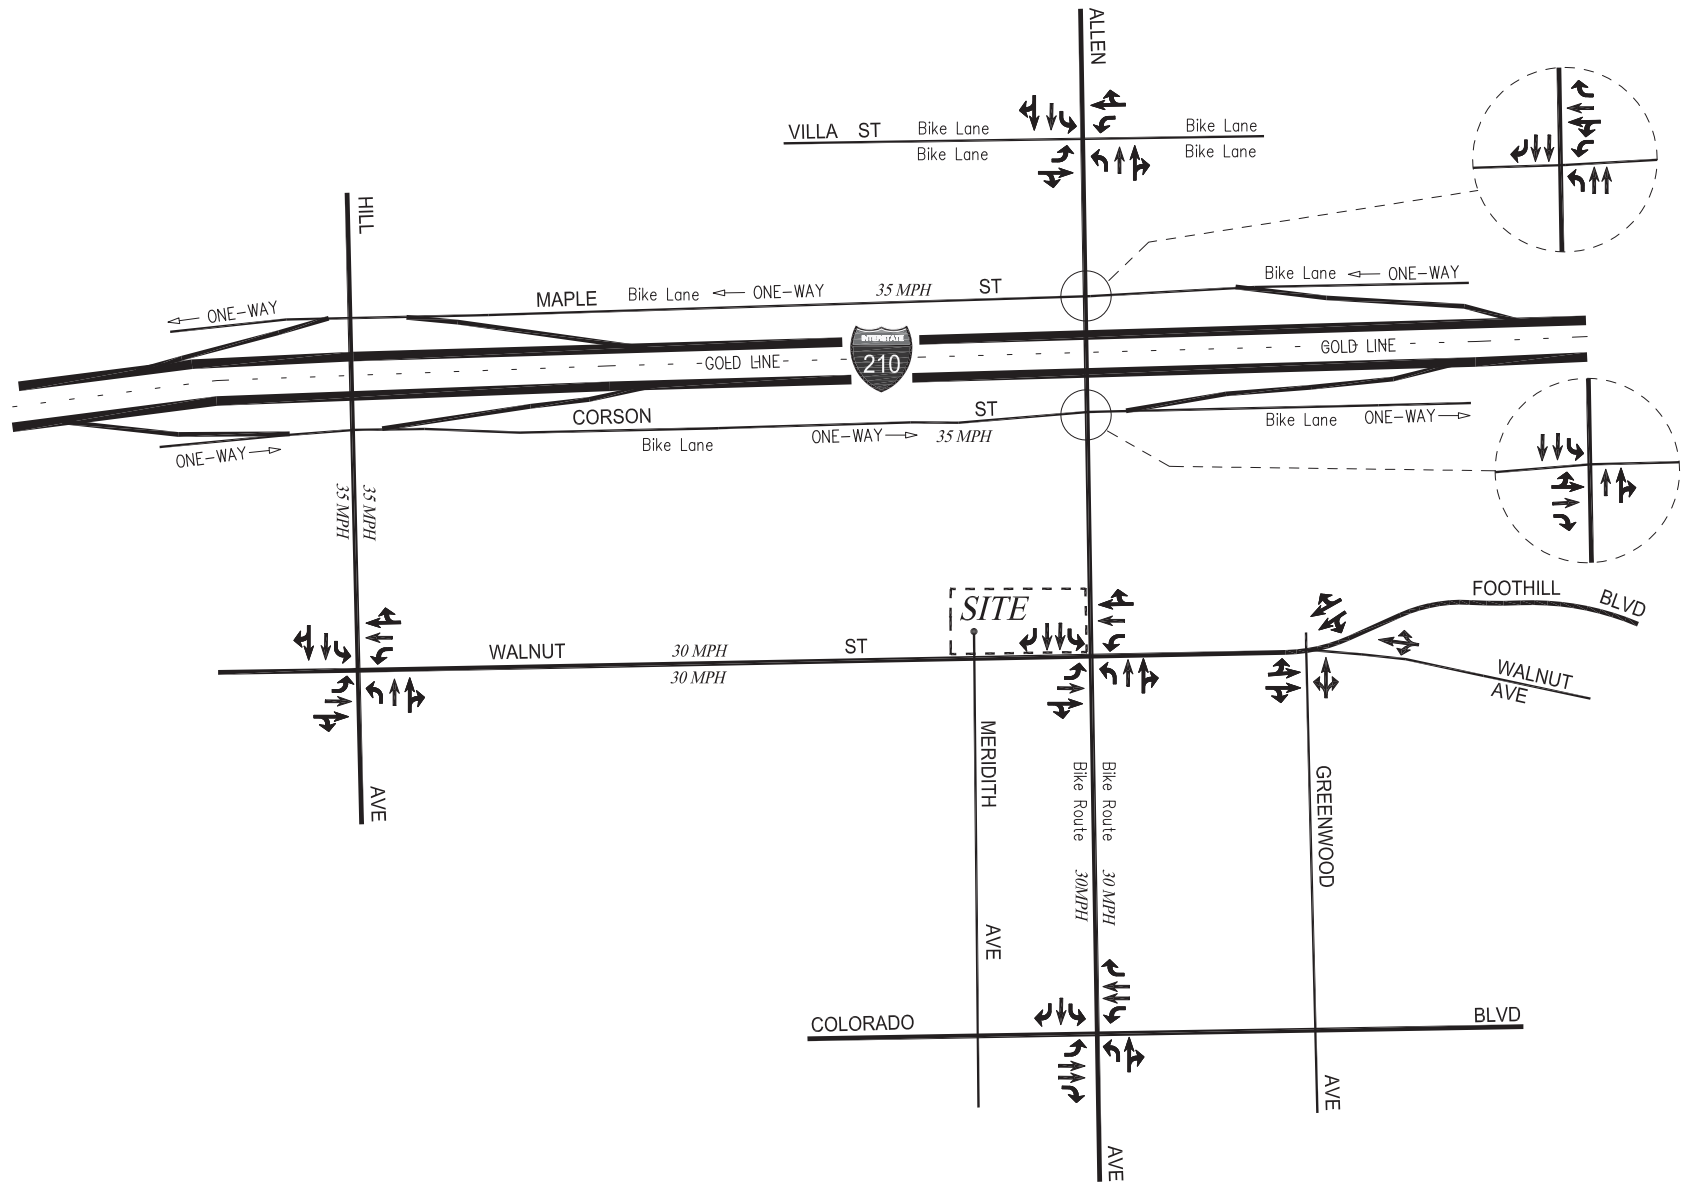 ALLEN
VILLA ST
Bike Lane
Bike Lane
Bike Lane
Bike Lane
HILL
ONE-WAY
MAPLE
Bike Lane
ONE-WAY
35 MPH
ST
Bike Lane
ONE-WAY
GOLD LINE
INTERSTATE
210
GOLD LINE
CORSON
ST
Bike Lane
ONE-WAY
35 MPH
Bike Lane
ONE-WAY
ONE-WAY
35 MPH
35 MPH
SITE
FOOTHILL
BLVD
WALNUT
30 MPH
30 MPH
ST
WALNUT
AVE
MERIDITH
AVE
Bike Route
Bike Route
30MPH
30 MPH
GREENWOOD
AVE
AVE
COLORADO
BLVD
AVE